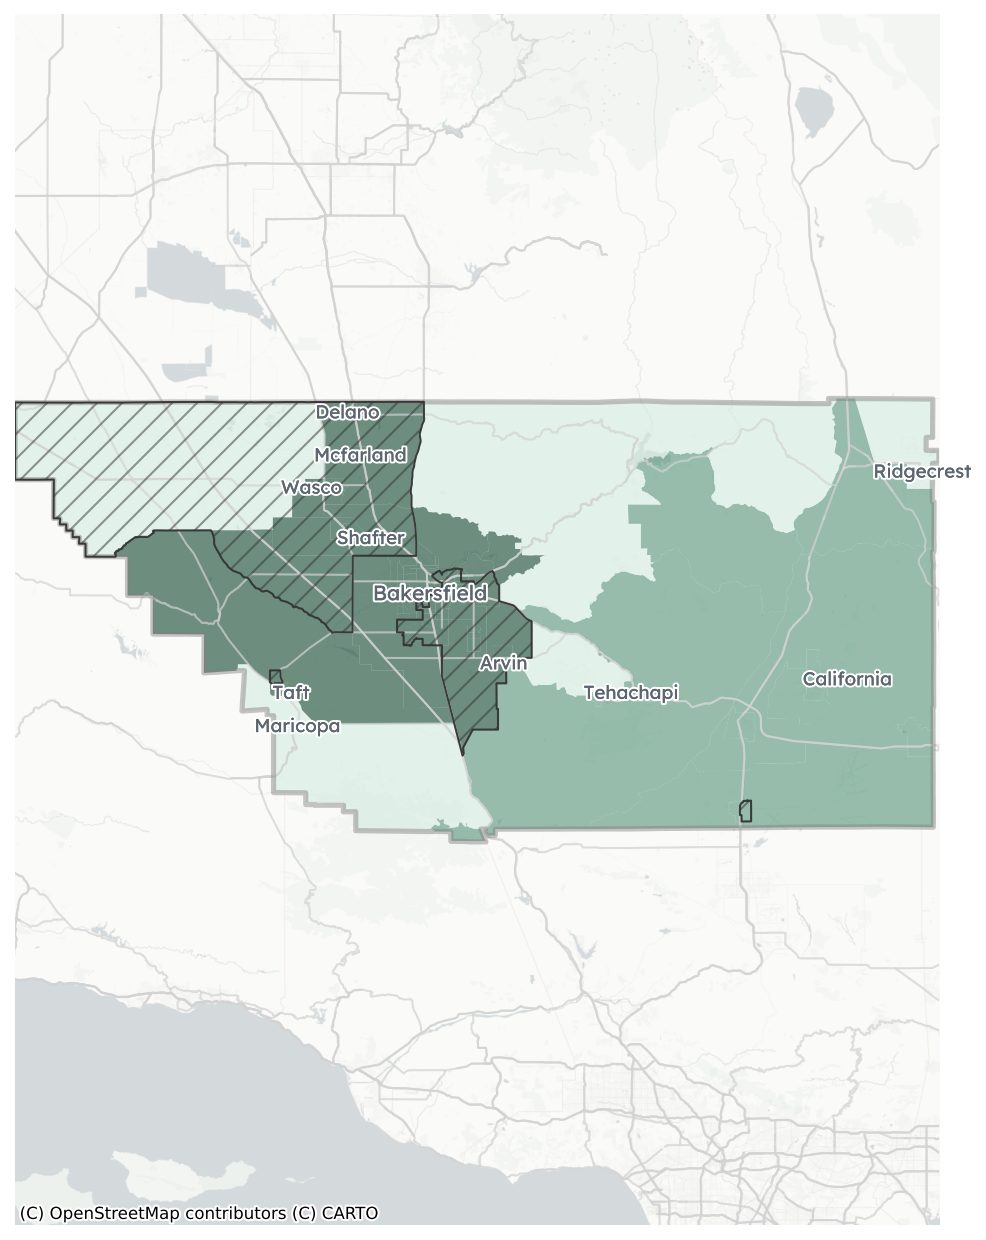 Delano
Mcfarland
Wasco
Ridgecrest
Shafter
Bakersfield
Arvin
California
Taft
Tehachapi
Maricopa
(C) OpenStreetMap contributors (C) CARTO